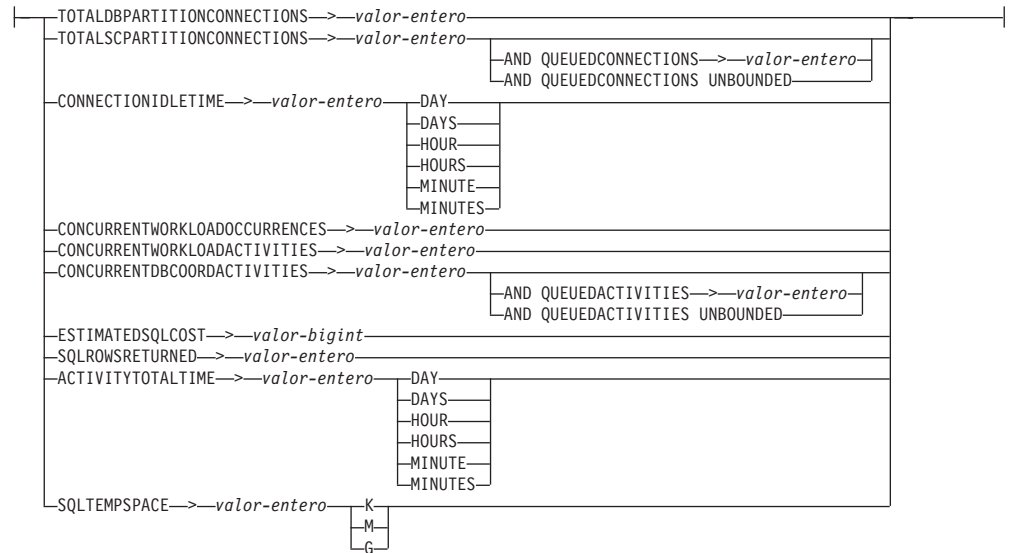 TOTALDBPARTITIONCONNECTIONS > valor-entero
TOTALSCPARTITIONCONNECTIONS > valor-entero
AND QUEUEDCONNECTIONS > valor-entero
AND QUEUEDCONNECTIONS UNBOUNDED
CONNECTIONIDLETIME > valor-entero DAY
DAYS
HOUR
HOURS
MINUTE
MINUTES
CONCURRENTWORKLOADOCCURRENCES > valor-entero
CONCURRENTWORKLOADACTIVITIES > valor-entero
CONCURRENTDBCOORDACTIVITIES > valor-entero
AND QUEUEDACTIVITIES > valor-entero
AND QUEUEDACTIVITIES UNBOUNDED
ESTIMATEDSQLCOST > valor-bigint
SQLROWSRETURNED > valor-entero
ACTIVITYTOTALTIME > valor-entero DAY
DAYS
HOUR
HOURS
MINUTE
MINUTES
SQLTEMPSPACE > valor-entero K
M
G